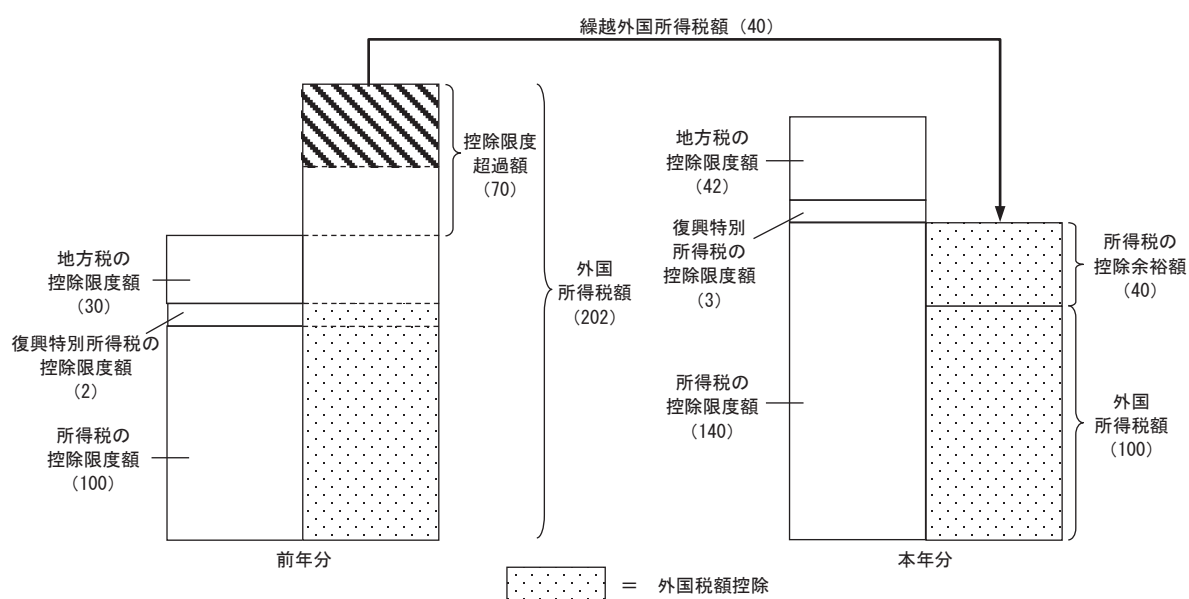 繰越外国所得税額（40）
控除限度
超過額
（70）
外国
所得税額
（202）
地方税の
控除限度額
（30）
復興特別所得税の
控除限度額
（2）
所得税の
控除限度額
（100）
前年分
地方税の
控除限度額
（42）
復興特別
所得税の
控除限度額
（3）
所得税の
控除限度額
（140）
所得税の
控除余裕額
（40）
外国
所得税額
（100）
本年分
＝ 外国税額控除